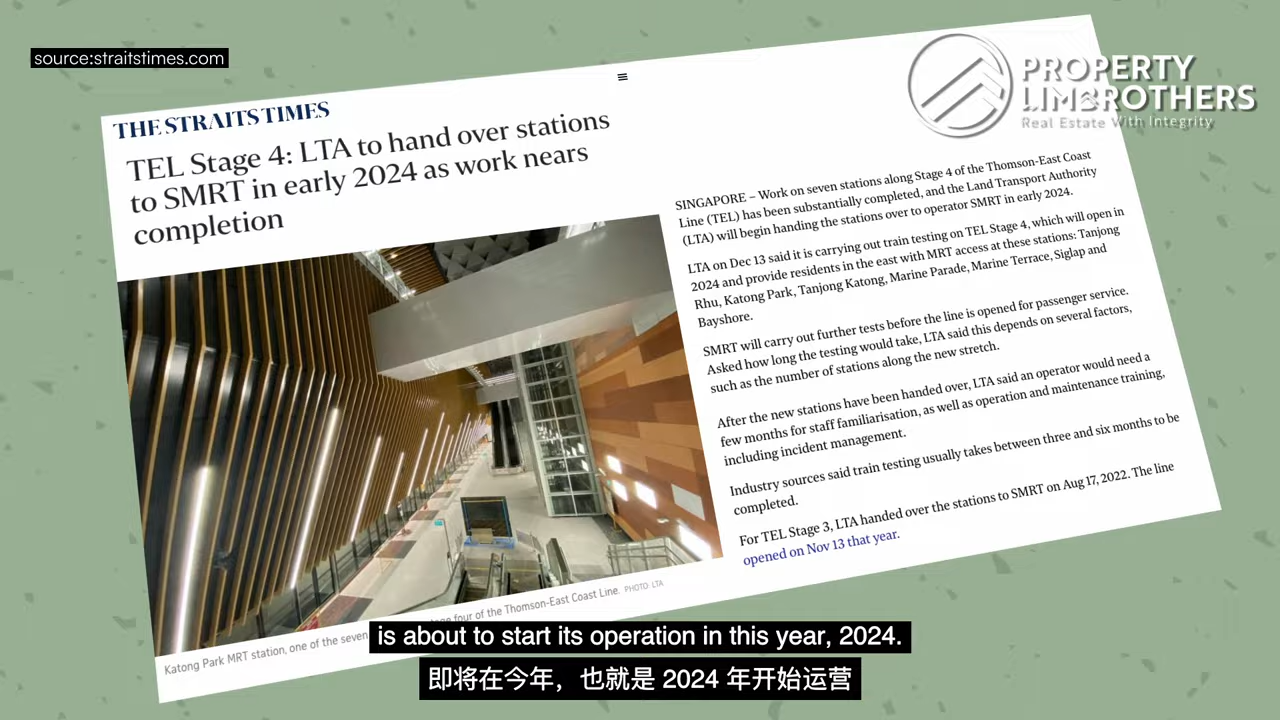 source:straitstimes.com
PROPERTY
LIMBROTHERS
Real Estate With Integrity
THE STRAITS TIMES
TEL Stage 4: LTA to hand over stations
to SMRT in early 2024 as work nears
completion
Katong Park MRT station, one of the seven stage four of the Thomson-East Coast Line. PHOTO: LTA
SINGAPORE – Work on seven stations along Stage 4 of the Thomson-East Coast
Line (TEL) has been substantially completed, and the Land Transport Authority
(LTA) will begin handing the stations over to operator SMRT in early 2024.
LTA on Dec 13 said it is carrying out train testing on TEL Stage 4, which will open in
2024 and provide residents in the east with MRT access at these stations: Tanjong
Rhu, Katong Park, Tanjong Katong, Marine Parade, Marine Terrace, Siglap and
Bayshore.
SMRT will carry out further tests before the line is opened for passenger service.
Asked how long the testing would take, LTA said this depends on several factors,
such as the number of stations along the new stretch.
After the new stations have been handed over, LTA said an operator would need a
few months for staff familiarisation, as well as operation and maintenance training,
including incident management.
Industry sources said train testing usually takes between three and six months to be
completed.
For TEL Stage 3, LTA handed over the stations to SMRT on Aug 17, 2022. The line
opened on Nov 13 that year.
is about to start its operation in this year, 2024.
即将在今年，也就是 2024 年开始运营